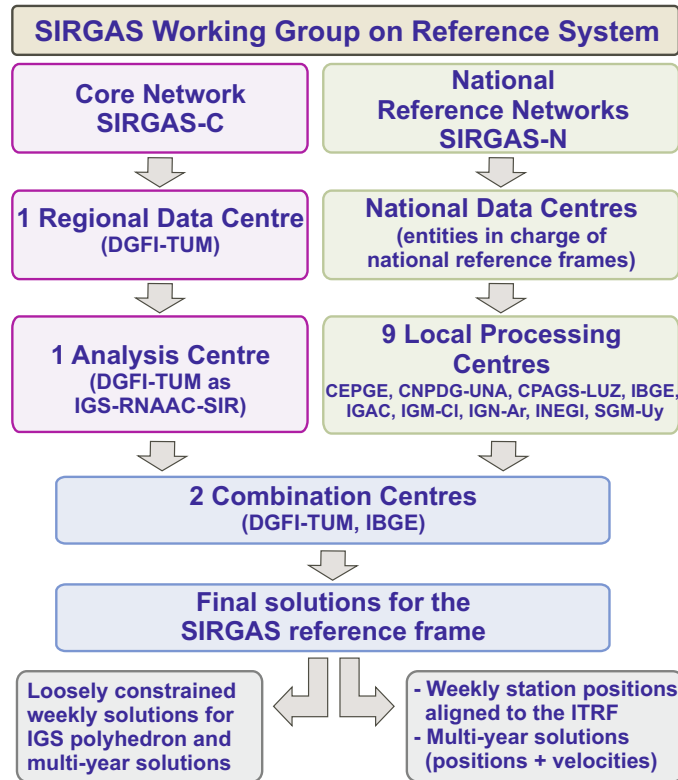 SIRGAS Working Group on Reference System
Core Network
SIRGAS-C
National
Reference Networks
SIRGAS-N
1 Regional Data Centre
(DGFI-TUM)
National Data Centres
(entities in charge of
national reference frames)
1 Analysis Centre
(DGFI-TUM as
IGS-RNAAC-SIR)
9 Local Processing
Centres
CEPGE, CNPDG-UNA, CPAGS-LUZ, IBGE,
IGAC, IGM-Cl, IGN-Ar, INEGI, SGM-Uy
2 Combination Centres
(DGFI-TUM, IBGE)
Final solutions for the
SIRGAS reference frame
Loosely constrained
weekly solutions for
IGS polyhedron and
multi-year solutions
- Weekly station positions
aligned to the ITRF
- Multi-year solutions
(positions + velocities)